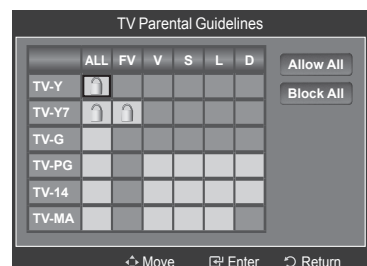 TV Parental Guidelines
ALL FV V S L D
Allow All
TV-Y
Block All
TV-Y7
TV-G
TV-PG
TV-14
TV-MA
Move Enter Return